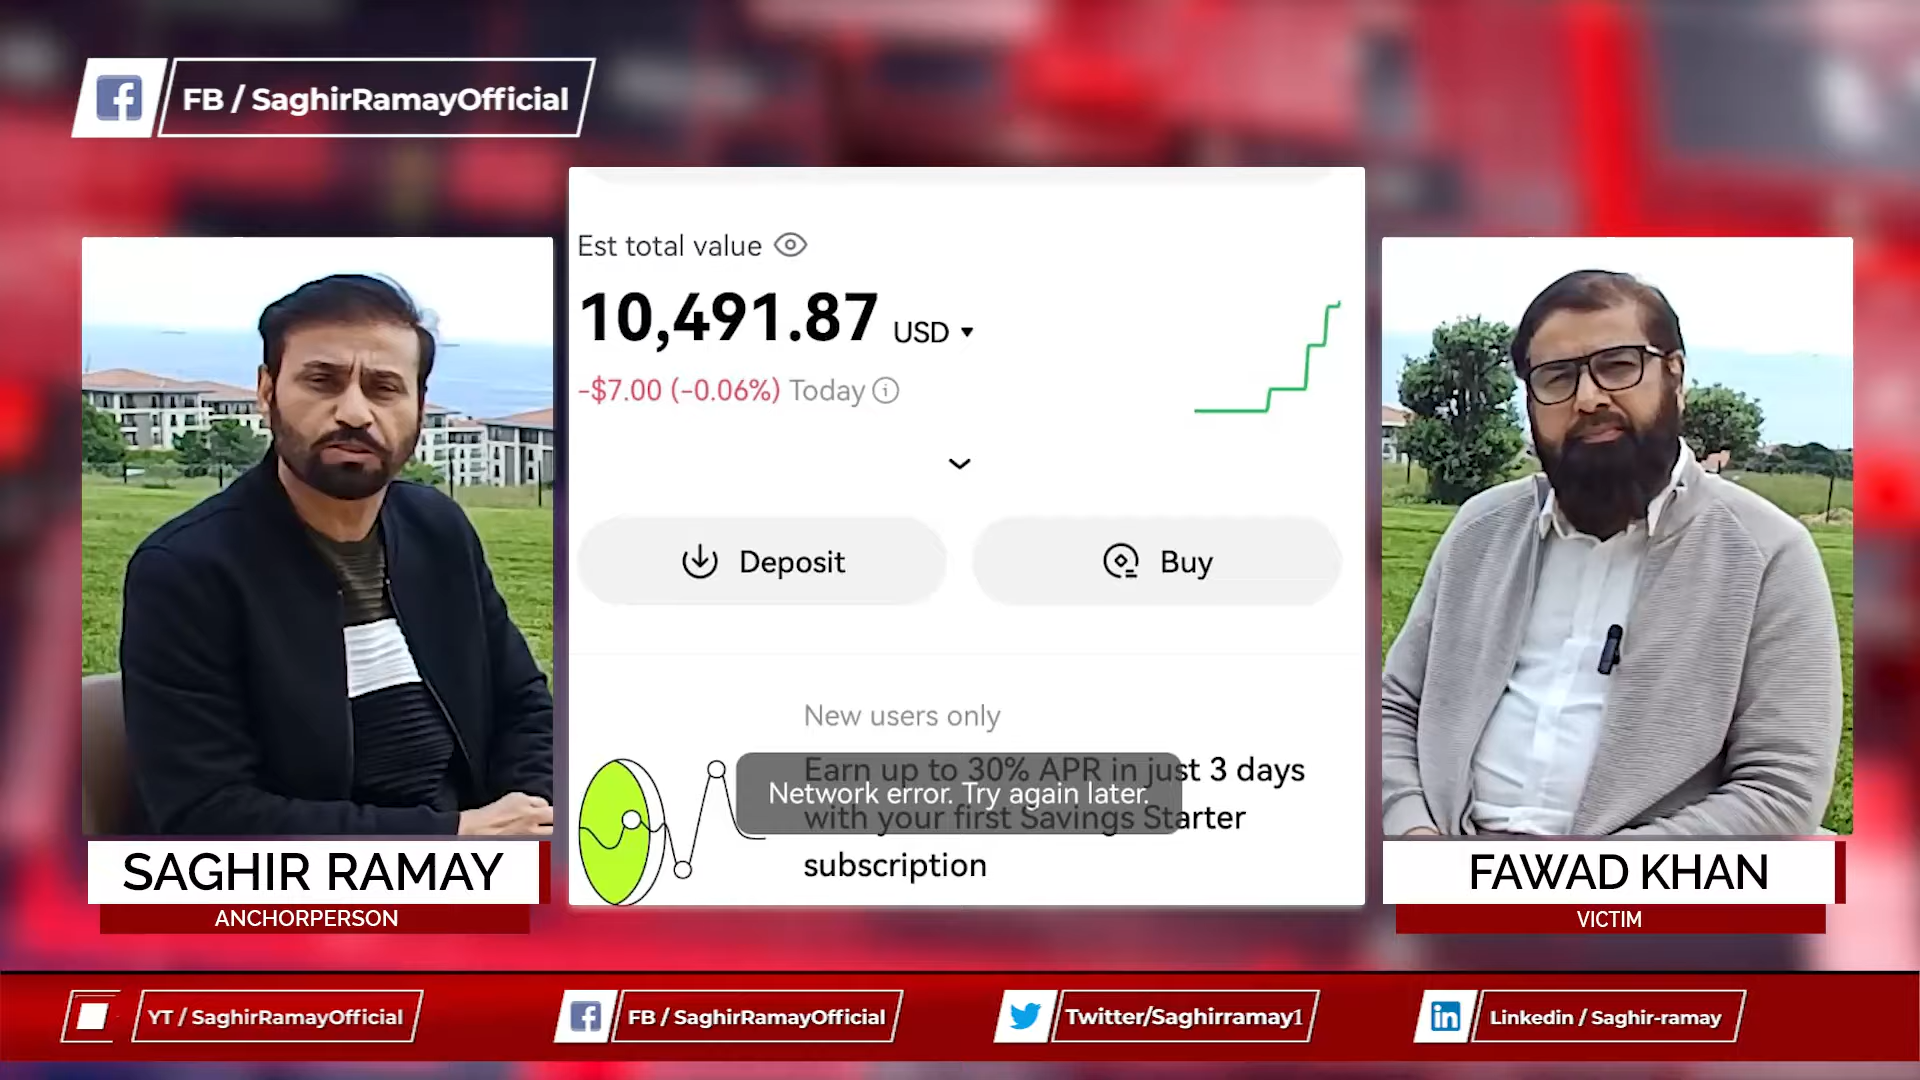 FB / SaghirRamayOfficial
Est total value
10,491.87 USD
-$7.00 (-0.06%) Today
Deposit
Buy
New users only
Earn up to 30% APR in just 3 days
with your first Savings Starter
subscription
Network error. Try again later.
SAGHIR RAMAY
ANCHORPERSON
FAWAD KHAN
VICTIM
YT / SaghirRamayOfficial
FB / SaghirRamayOfficial
Twitter/Saghirramay1
Linkedin / Saghir-ramay